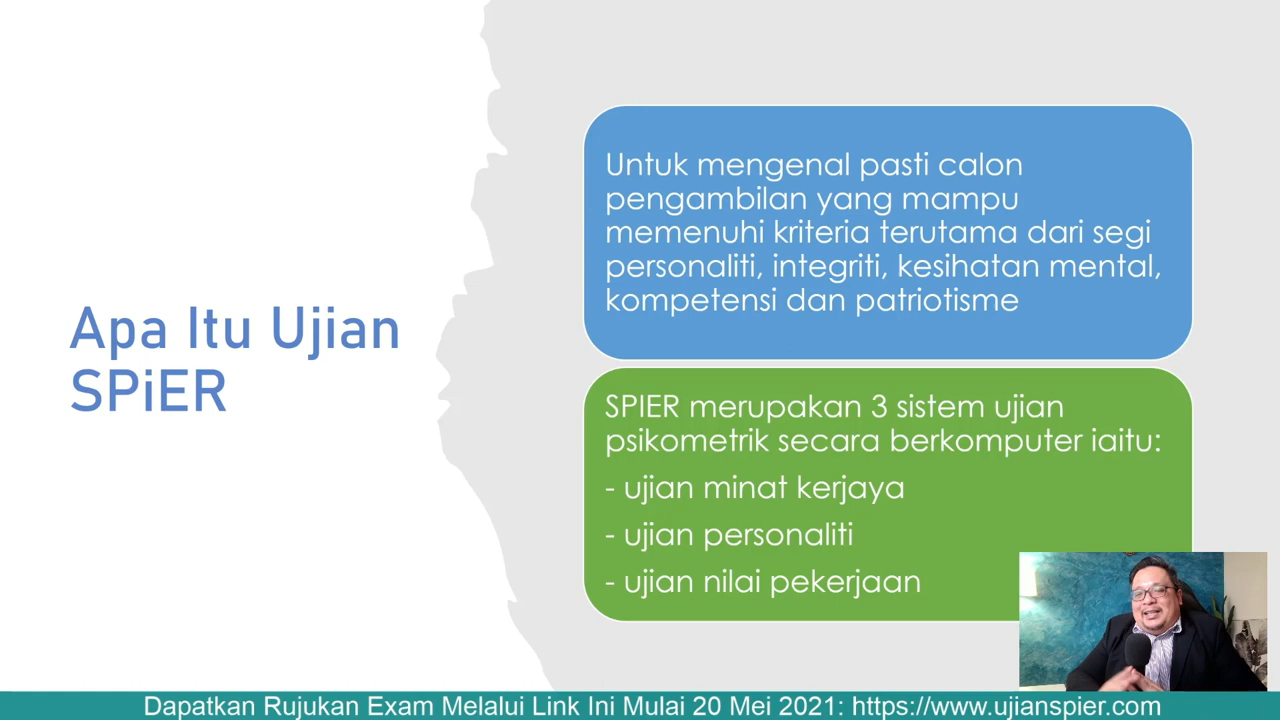 Apa Itu Ujian
SPiER
Untuk mengenal pasti calon
pengambilan yang mampu
memenuhi kriteria terutama dari segi
personaliti, integriti, kesihatan mental,
kompetensi dan patriotisme
SPIER merupakan 3 sistem ujian
psikometrik secara berkomputer iaitu:
- ujian minat kerjaya
- ujian personaliti
- ujian nilai pekerjaan
Dapatkan Rujukan Exam Melalui Link Ini Mulai 20 Mei 2021: https://www.ujianspier.com